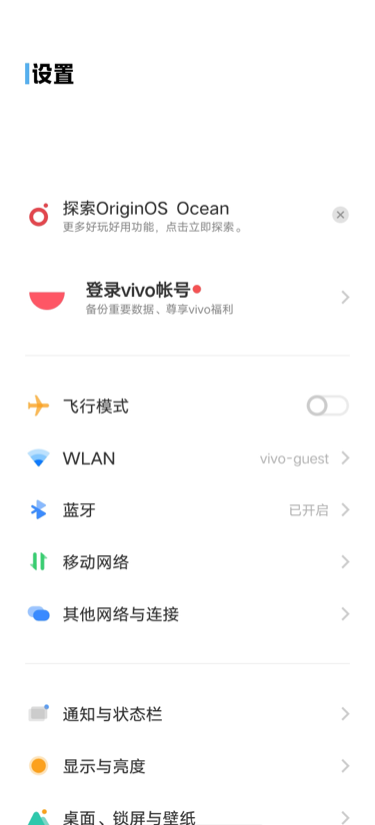 设置
探索OriginOS Ocean
更多好玩好用功能，点击立即探索。
登录vivo帐号
备份重要数据、尊享vivo福利
飞行模式
WLAN vivo-guest
蓝牙 已开启
移动网络
其他网络与连接
通知与状态栏
显示与亮度
桌面、锁屏与壁纸